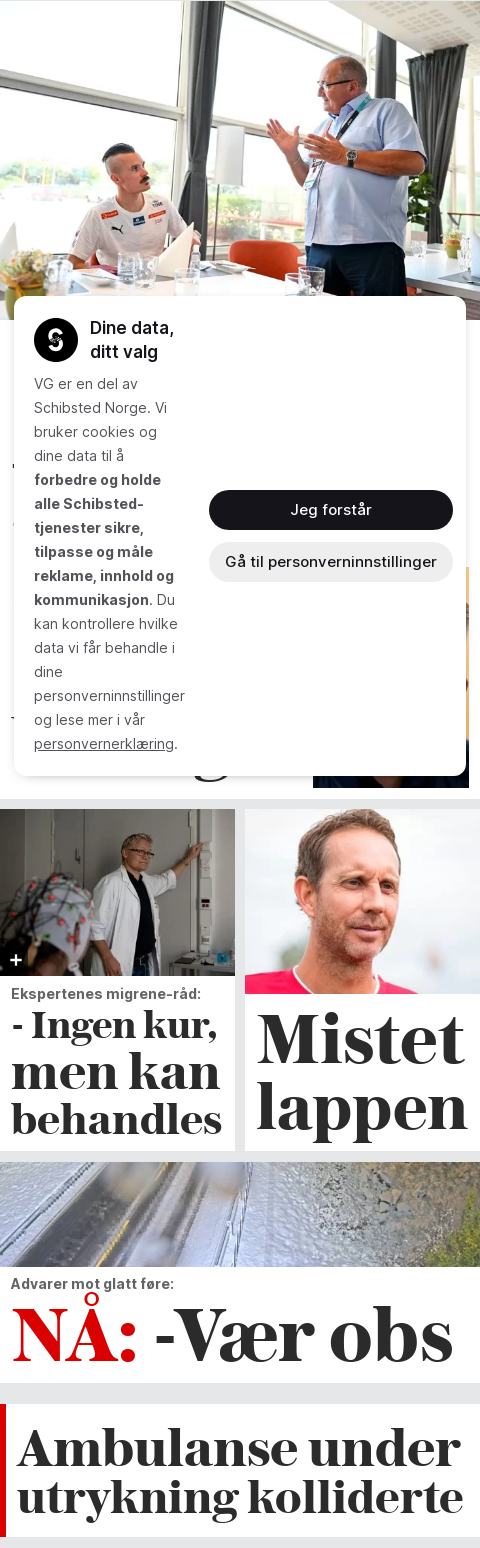 Dine data,
ditt valg
VG er en del av
Schibsted Norge. Vi
bruker cookies og
dine data til å
forbedre og holde
alle Schibsted-
tjenester sikre,
tilpasse og måle
reklame, innhold og
kommunikasjon. Du
kan kontrollere hvilke
data vi får behandle i
dine
personverninnstillinger
og lese mer i vår
personvernerklæring.
Jeg forstår
Gå til personverninnstillinger
Ekspertenes migrene-råd:
- Ingen kur,
men kan
behandles
Mistet
lappen
Advarer mot glatt føre:
NÅ: -Vær obs
Ambulanse under
utrykning kolliderte